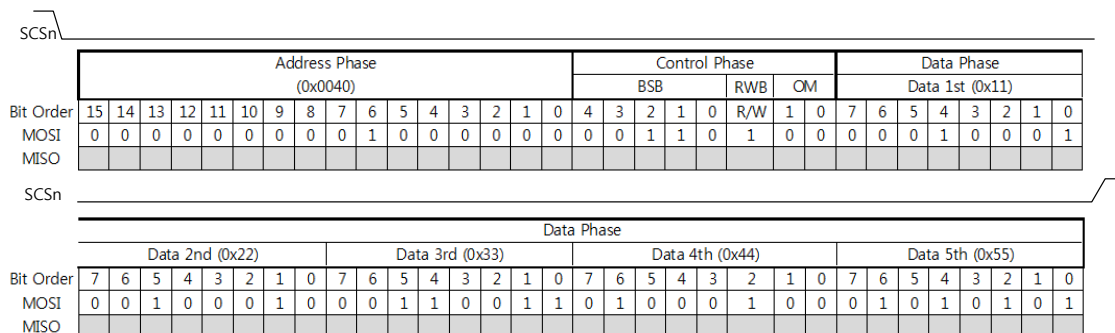 SCSn
Address Phase Control Phase Data Phase
(0x0040) BSB RWB OM Data 1st (0x11)
Bit Order 15 14 13 12 11 10 9 8 7 6 5 4 3 2 1 0 4 3 2 1 0 R/W 1 0 7 6 5 4 3 2 1 0
MOSI 0 0 0 0 0 0 0 0 0 1 0 0 0 0 0 0 0 0 1 1 0 1 0 0 0 0 0 1 0 0 0 1
MISO
SCSn
Data Phase
Data 2nd (0x22) Data 3rd (0x33) Data 4th (0x44) Data 5th (0x55)
Bit Order 7 6 5 4 3 2 1 0 7 6 5 4 3 2 1 0 7 6 5 4 3 2 1 0 7 6 5 4 3 2 1 0
MOSI 0 0 1 0 0 0 1 0 0 0 1 1 0 0 1 1 0 1 0 0 0 1 0 0 0 1 0 1 0 1 0 1
MISO